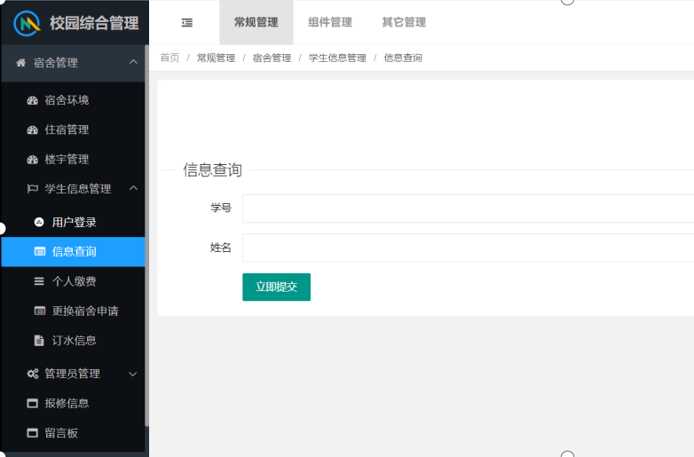 校园综合管理
常规管理 组件管理 其它管理
首页 / 常规管理 / 宿舍管理 / 学生信息管理 / 信息查询
宿舍管理
宿舍环境
住宿管理
楼宇管理
学生信息管理
用户登录
信息查询
个人缴费
更换宿舍申请
订水信息
管理员管理
报修信息
留言板
信息查询
学号
姓名
立即提交